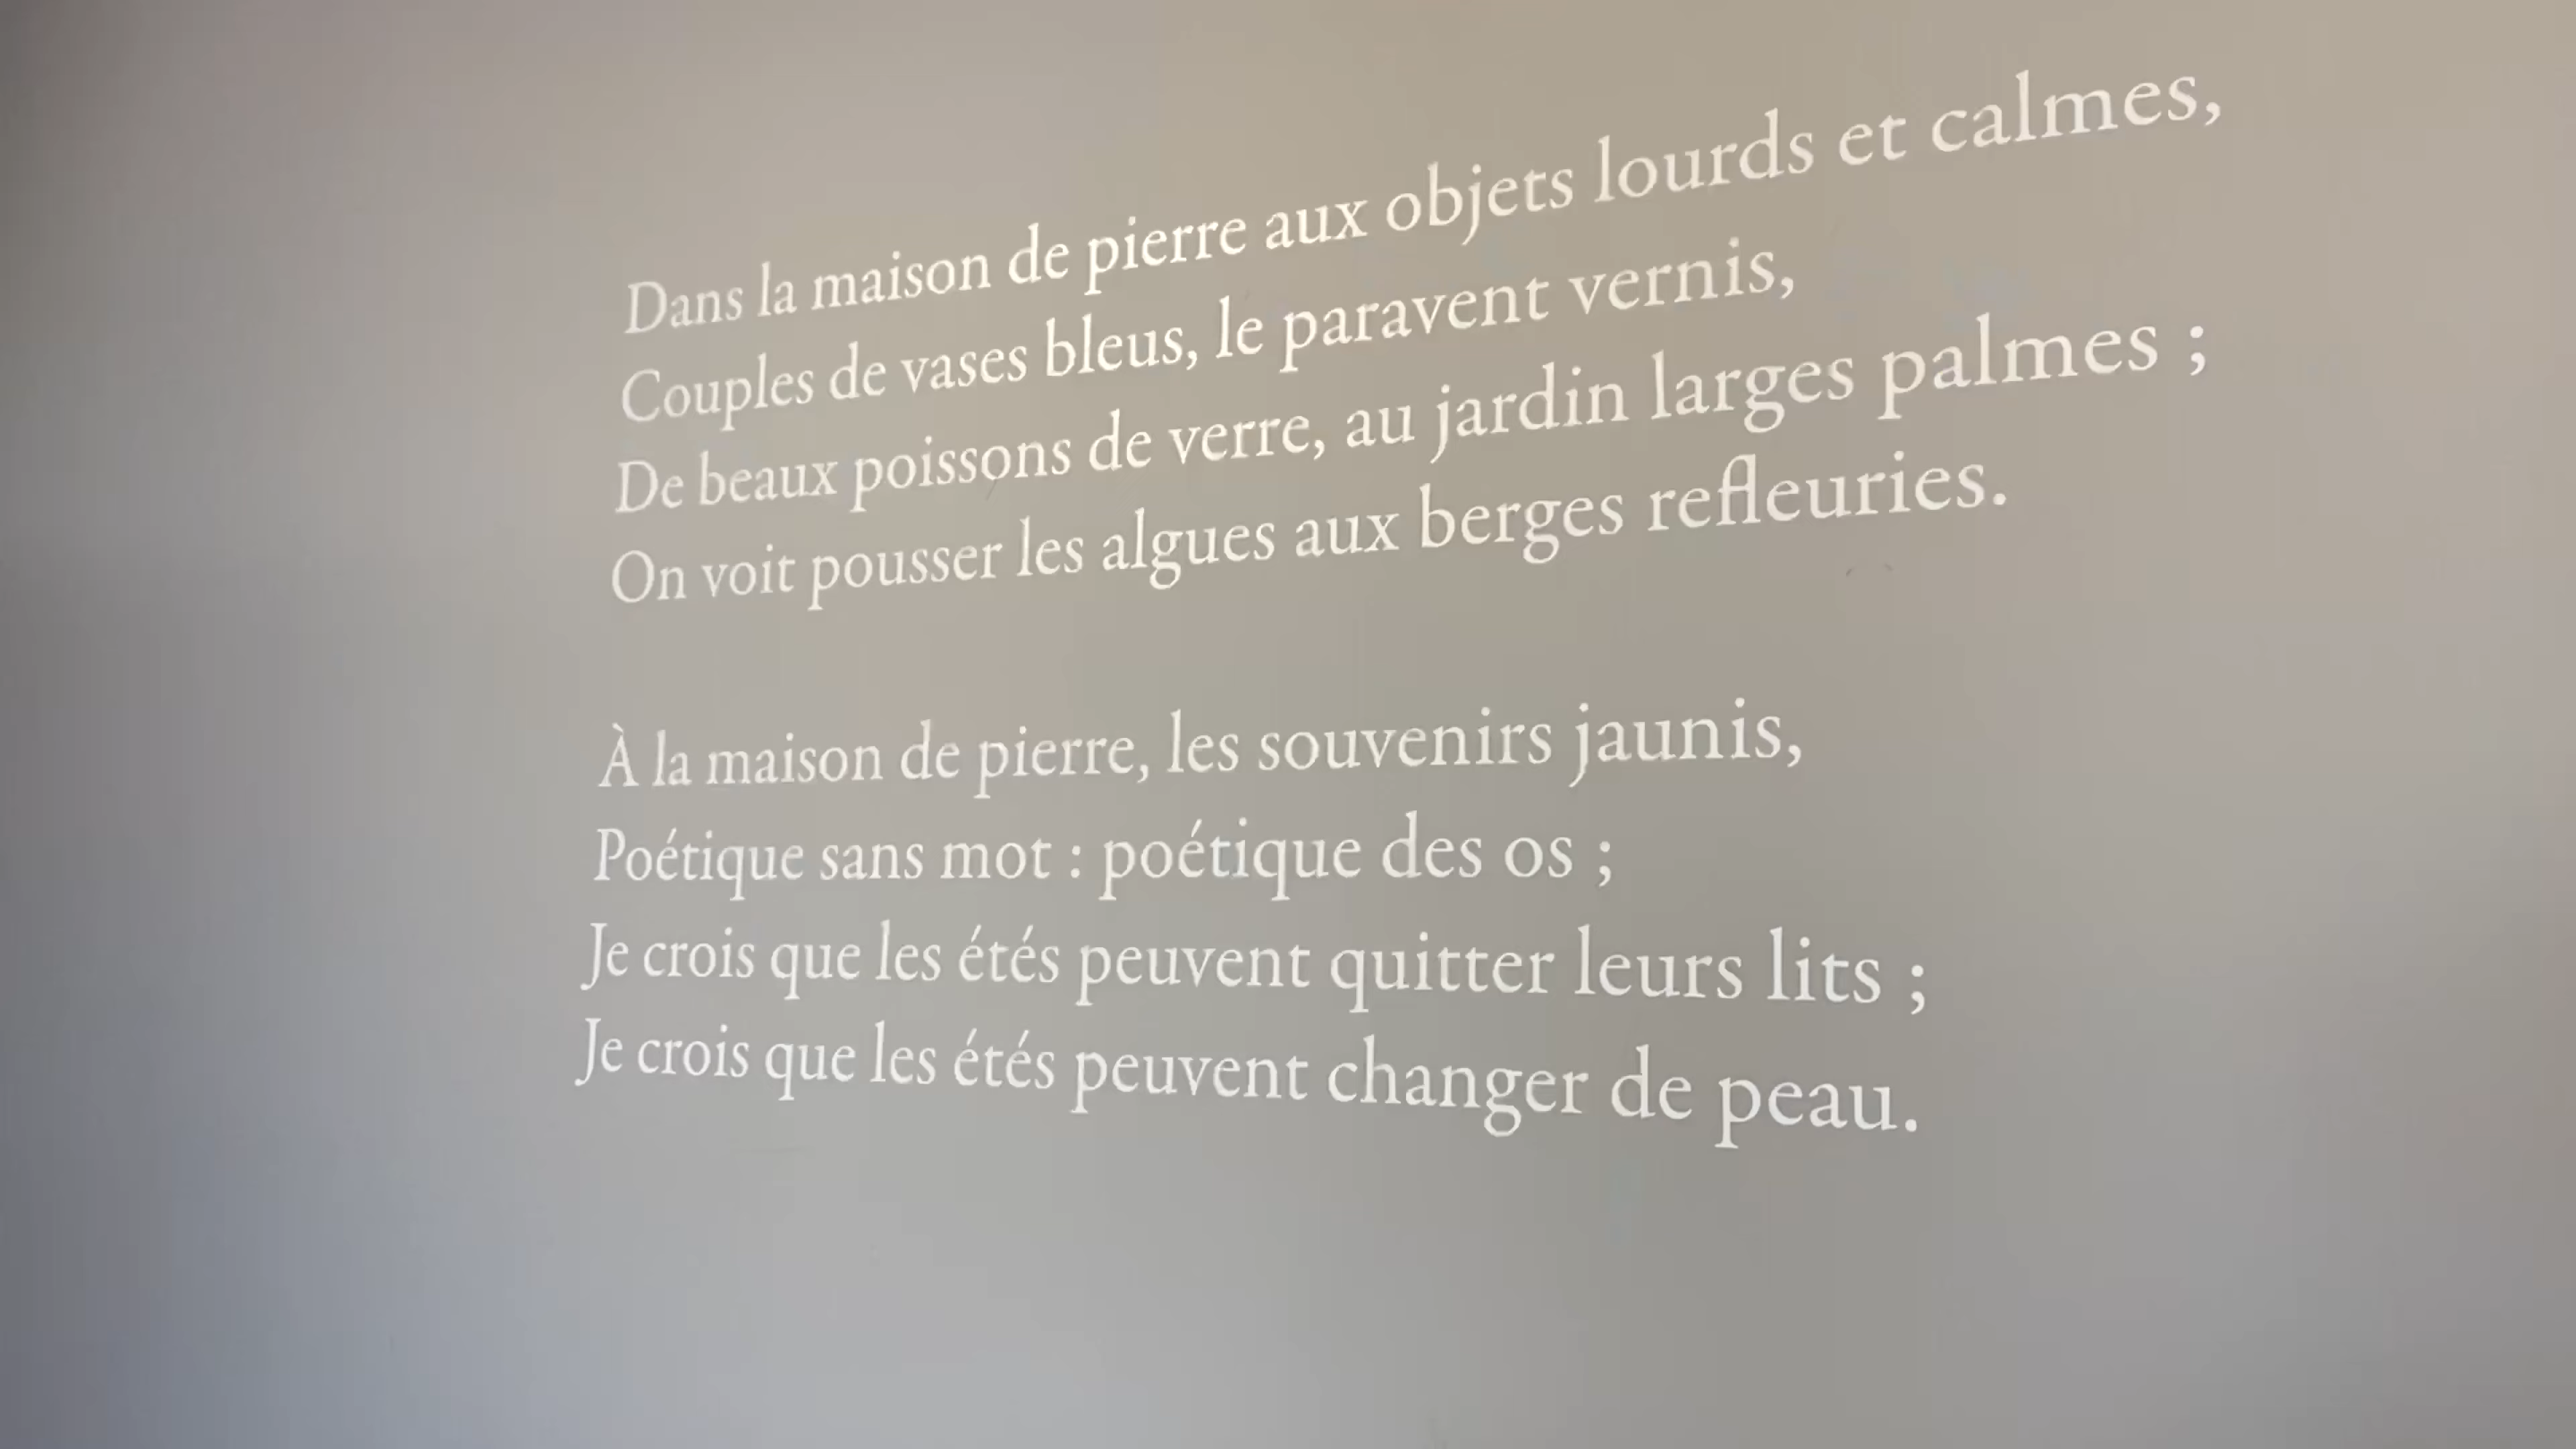 Dans la maison de pierre aux objets lourds et calmes,
Couples de vases bleus, le paravent vernis,
De beaux poissons de verre, au jardin larges palmes ;
On voit pousser les algues aux berges refleuries.
À la maison de pierre, les souvenirs jaunis,
Poétique sans mot : poétique des os ;
Je crois que les étés peuvent quitter leurs lits ;
Je crois que les étés peuvent changer de peau.